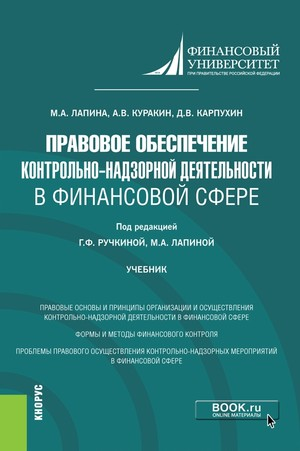 ФИНАНСОВЫЙ
УНИВЕРСИТЕТ
ПРИ ПРАВИТЕЛЬСТВЕ РОССИЙСКОЙ ФЕДЕРАЦИИ
М.А. ЛАПИНА, А.В. КУРАКИН, Д.В. КАРПУХИН
ПРАВОВОЕ ОБЕСПЕЧЕНИЕ
КОНТРОЛЬНО-НАДЗОРНОЙ ДЕЯТЕЛЬНОСТИ
В ФИНАНСОВОЙ СФЕРЕ
Под редакцией
Г.Ф. РУЧКИНОЙ, М.А. ЛАПИНОЙ
УЧЕБНИК
ПРАВОВЫЕ ОСНОВЫ И ПРИНЦИПЫ ОРГАНИЗАЦИИ И ОСУЩЕСТВЛЕНИЯ
КОНТРОЛЬНО-НАДЗОРНОЙ ДЕЯТЕЛЬНОСТИ В ФИНАНСОВОЙ СФЕРЕ
ФОРМЫ И МЕТОДЫ ФИНАНСОВОГО КОНТРОЛЯ
ПРОБЛЕМЫ ПРАВОВОГО ОСУЩЕСТВЛЕНИЯ КОНТРОЛЬНО-НАДЗОРНЫХ МЕРОПРИЯТИЙ
В ФИНАНСОВОЙ СФЕРЕ
КНОРУС
BOOK.ru
ONLINE МАТЕРИАЛЫ